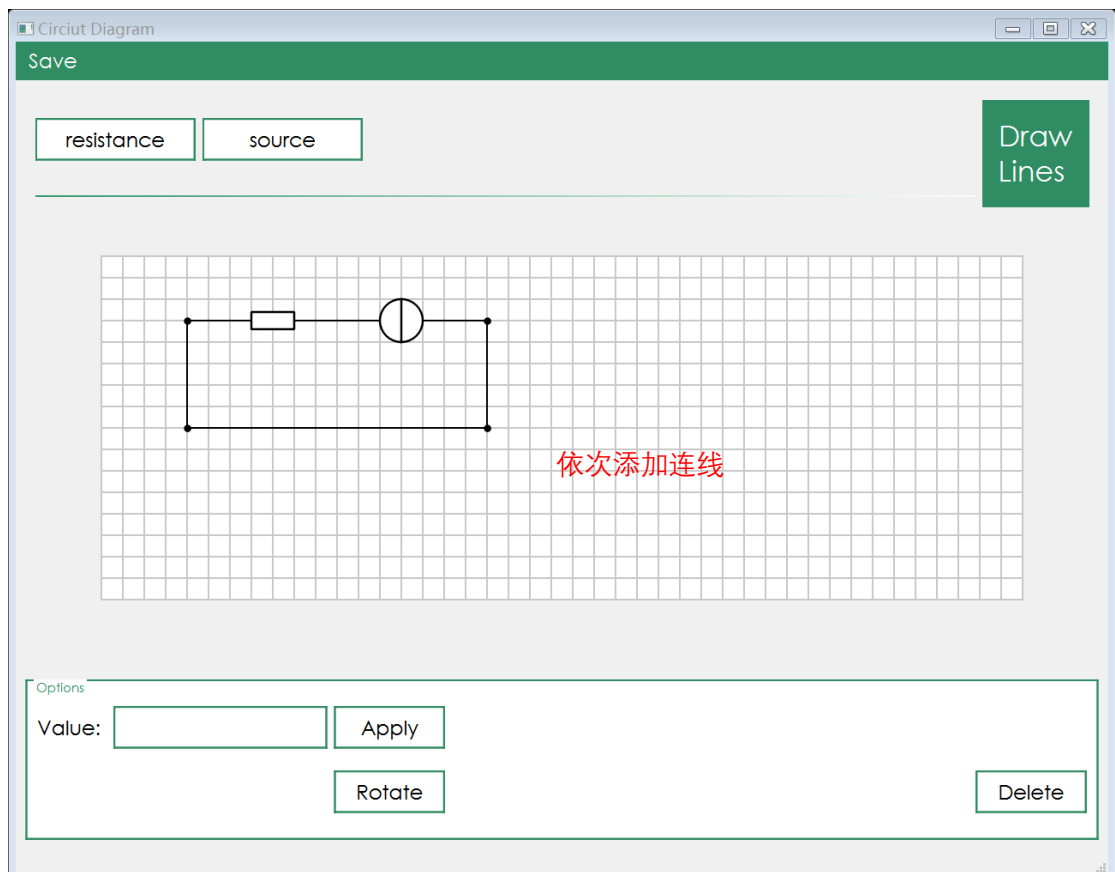 Circiut Diagram
Save
resistance
source
Draw
Lines
依次添加连线
Options
Value:
Apply
Rotate
Delete